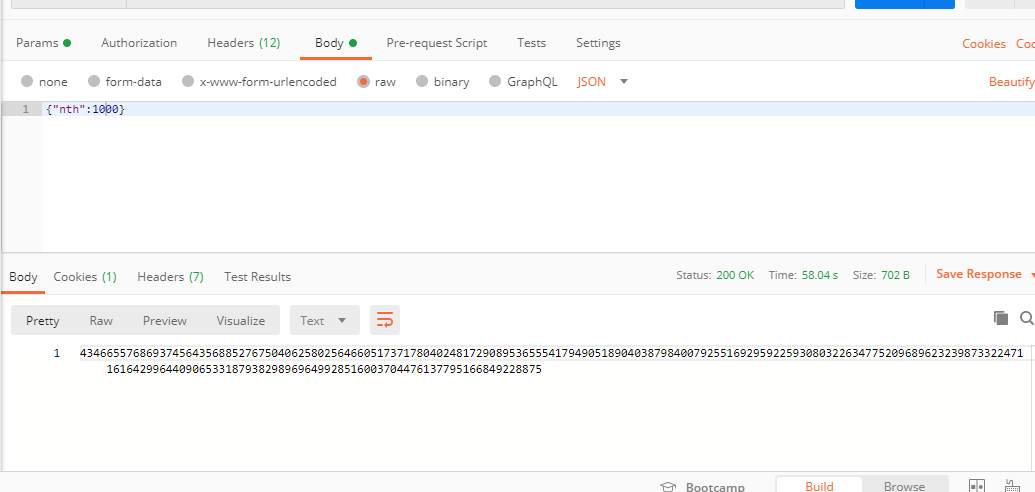 Params Authorization Headers (12) Body Pre-request Script Tests Settings Cookies
none form-data x-www-form-urlencoded raw binary GraphQL JSON Beautify
1 {"nth":1000}
Body Cookies (1) Headers (7) Test Results Status: 200 OK Time: 58.04 s Size: 702 B Save Response
Pretty Raw Preview Visualize Text
1 43466557686937456435688527675040625802564660517371780402481729089536555417949051890403879840079255169295922593080322634775209689623239873322471
161642996440906533187938298969649928516003704476137795166849228875
Bootcamp Build Browse